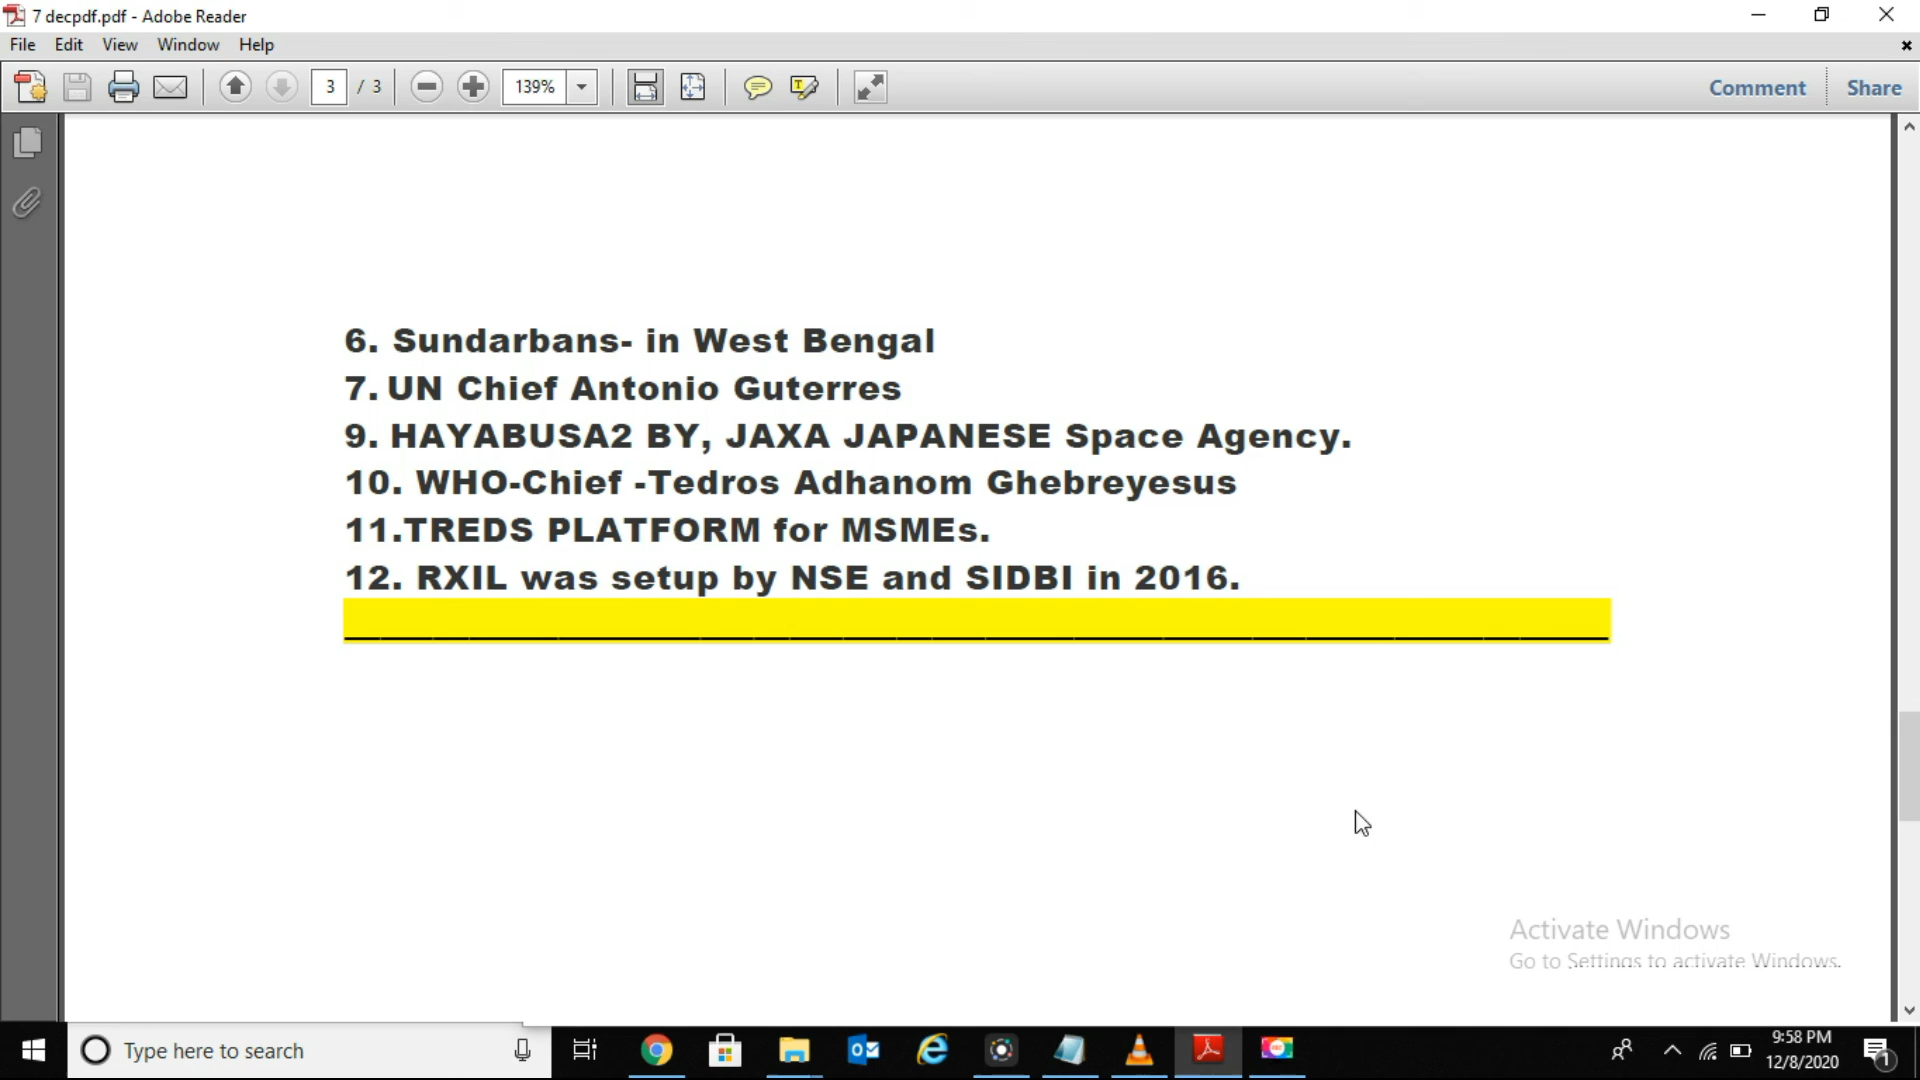 7 decpdf.pdf - Adobe Reader
File Edit View Window Help
3 / 3 139% Comment Share
6. Sundarbans- in West Bengal
7. UN Chief Antonio Guterres
9. HAYABUSA2 BY, JAXA JAPANESE Space Agency.
10. WHO-Chief -Tedros Adhanom Ghebreyesus
11.TREDS PLATFORM for MSMEs.
12. RXIL was setup by NSE and SIDBI in 2016.
Activate Windows
Go to Settings to activate Windows.
Type here to search
9:58 PM
12/8/2020
1